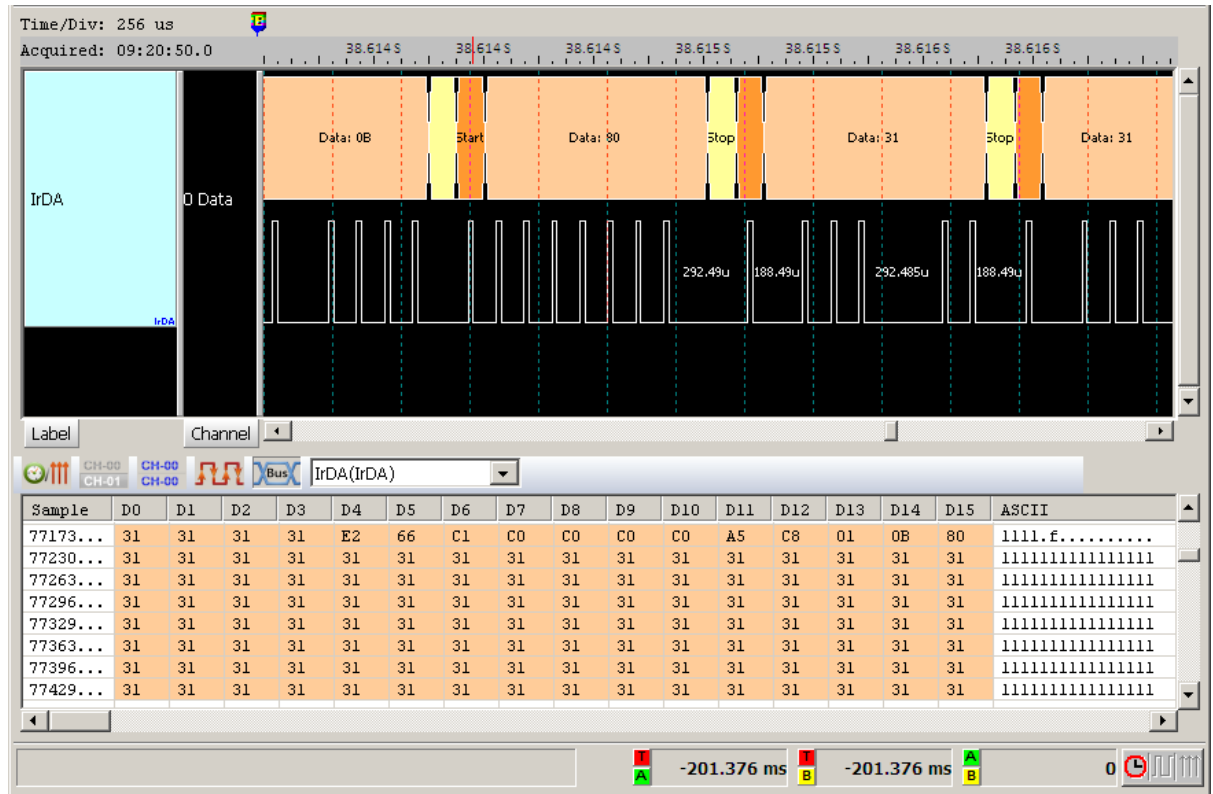 Time/Div: 256 us
Acquired: 09:20:50.0
38.614S 38.614S 38.614S 38.615S 38.615S 38.616S 38.616S
IrDA
0 Data
IrDA
Data: 0B Start Data: 80 Stop Data: 31 Stop Data: 31
292.49u 188.49u 292.485u 188.49u
Label Channel
CH-00 CH-00 Bus IrDA(IrDA)
CH-01 CH-00
Sample D0 D1 D2 D3 D4 D5 D6 D7 D8 D9 D10 D11 D12 D13 D14 D15 ASCII
77173... 31 31 31 31 E2 66 C1 C0 C0 C0 C0 A5 C8 01 0B 80 1111.f..........
77230... 31 31 31 31 31 31 31 31 31 31 31 31 31 31 31 31 1111111111111111
77263... 31 31 31 31 31 31 31 31 31 31 31 31 31 31 31 31 1111111111111111
77296... 31 31 31 31 31 31 31 31 31 31 31 31 31 31 31 31 1111111111111111
77329... 31 31 31 31 31 31 31 31 31 31 31 31 31 31 31 31 1111111111111111
77363... 31 31 31 31 31 31 31 31 31 31 31 31 31 31 31 31 1111111111111111
77396... 31 31 31 31 31 31 31 31 31 31 31 31 31 31 31 31 1111111111111111
77429... 31 31 31 31 31 31 31 31 31 31 31 31 31 31 31 31 1111111111111111
T A -201.376 ms T B -201.376 ms A B 0